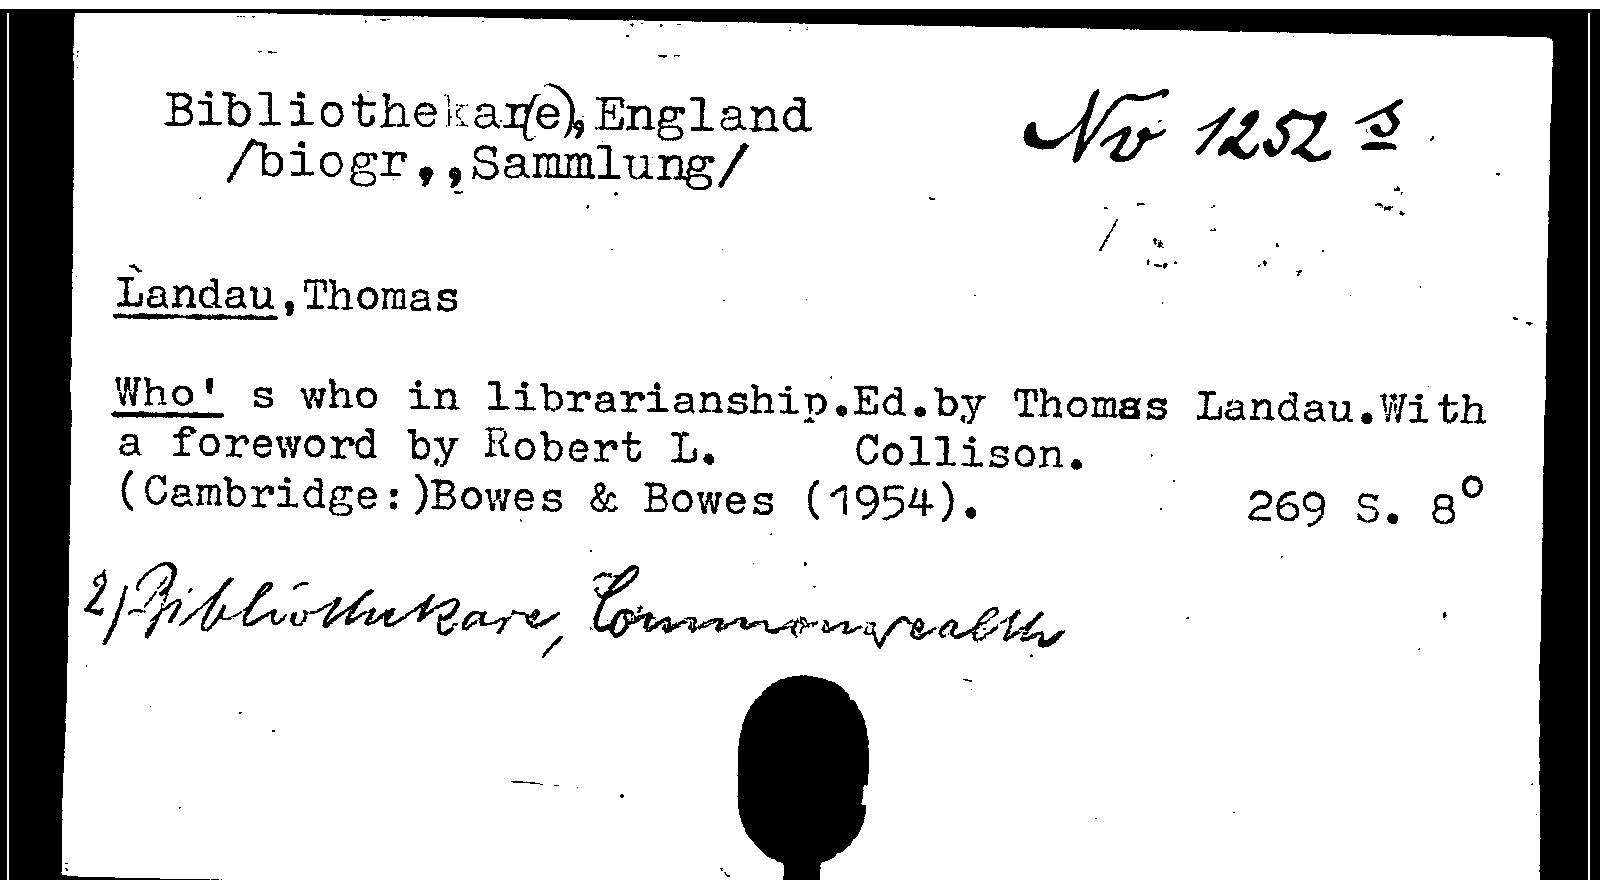 Bibliothekar(e),England
Nv 1252 s
/biogr.,Sammlung/
Landau,Thomas
Who' s who in librarianship.Ed.by Thomas Landau.With
a foreword by Robert L. Collison.
(Cambridge:)Bowes & Bowes (1954). 269 S. 8°
2/Bibliothekare, Commonwealth